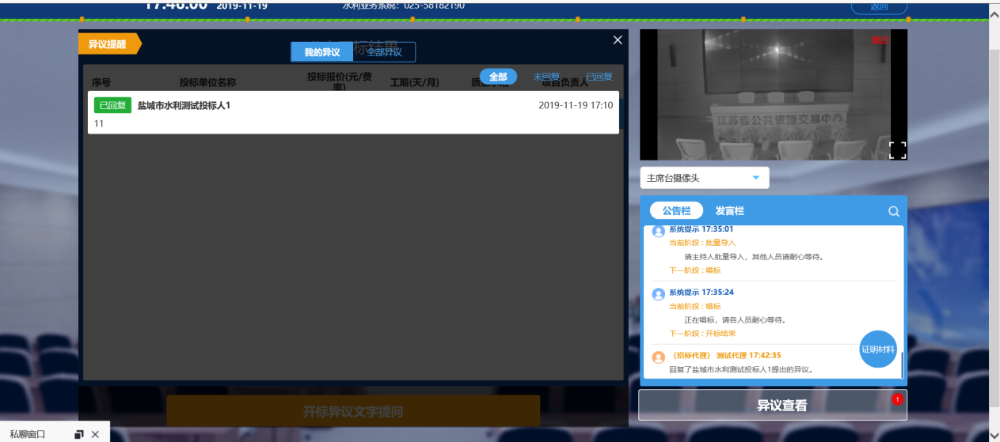 17:46:00 2019-11-19
水利业务系统：025-58182190
返回
异议提醒
我的异议
全部异议
序号
投标单位名称
投标报价(元/费率)
工期(天/月)
项目负责人
全部
未回复
已回复
已回复 盐城市水利测试投标人1 2019-11-19 17:10
11
开标异议文字提问
江苏省公共资源交易中心
主席台摄像头
公告栏 发言栏
系统提示 17:35:01
当前阶段：批量导入
请主持人批量导入，其他人员请耐心等待。
下一阶段：唱标
系统提示 17:35:24
当前阶段：唱标
正在唱标，请各人员耐心等待。
下一阶段：开标结束
（招标代理） 测试代理 17:42:35
回复了盐城市水利测试投标人1提出的异议。
证明材料
异议查看
1
私聊窗口